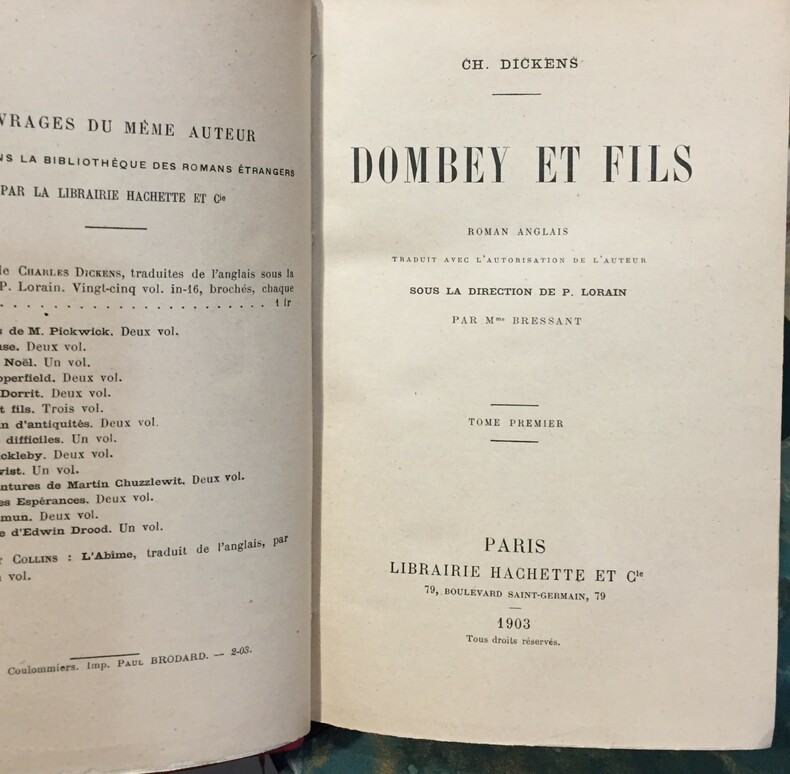 VRAGES DU MÊME AUTEUR
NS LA BIBLIOTHÈQUE DES ROMANS ÉTRANGERS
PAR LA LIBRAIRIE HACHETTE ET Cie
de CHARLES DICKENS, traduites de l'anglais sous la
P. Lorain. Vingt-cinq vol. in-16, brochés, chaque
. . . . . . . . . . . . . . . . . . . . . . 1 fr
s de M. Pickwick. Deux vol.
use. Deux vol.
Noël. Un vol.
pperfield. Deux vol.
Dorrit. Deux vol.
t fils. Trois vol.
n d'antiquités. Deux vol.
difficiles. Un vol.
ckleby. Deux vol.
vist. Un vol.
ntures de Martin Chuzzlewit. Deux vol.
es Espérances. Deux vol.
mun. Deux vol.
e d'Edwin Drood. Un vol.
COLLINS : L'Abîme, traduit de l'anglais, par
vol.
Coulommiers. Imp. PAUL BRODARD. — 2-03.
CH. DICKENS
DOMBEY ET FILS
ROMAN ANGLAIS
TRADUIT AVEC L'AUTORISATION DE L'AUTEUR
SOUS LA DIRECTION DE P. LORAIN
PAR Mme BRESSANT
TOME PREMIER
PARIS
LIBRAIRIE HACHETTE ET Cie
79, BOULEVARD SAINT-GERMAIN, 79
1903
Tous droits réservés.